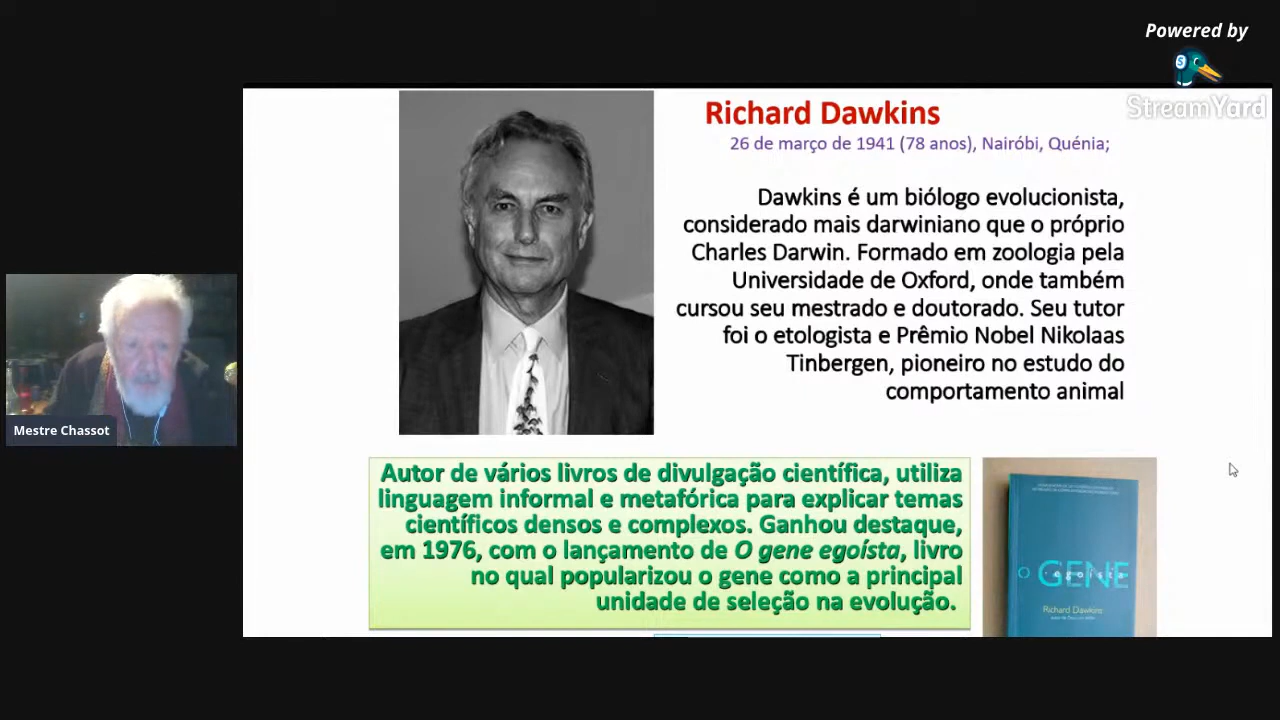 Powered by
StreamYard
Richard Dawkins
26 de março de 1941 (78 anos), Nairóbi, Quénia;
Dawkins é um biólogo evolucionista,
considerado mais darwiniano que o próprio
Charles Darwin. Formado em zoologia pela
Universidade de Oxford, onde também
cursou seu mestrado e doutorado. Seu tutor
foi o etologista e Prêmio Nobel Nikolaas
Tinbergen, pioneiro no estudo do
comportamento animal
Mestre Chassot
Autor de vários livros de divulgação científica, utiliza
linguagem informal e metafórica para explicar temas
científicos densos e complexos. Ganhou destaque,
em 1976, com o lançamento de O gene egoísta, livro
no qual popularizou o gene como a principal
unidade de seleção na evolução.
O GENE
egoísta
Richard Dawkins